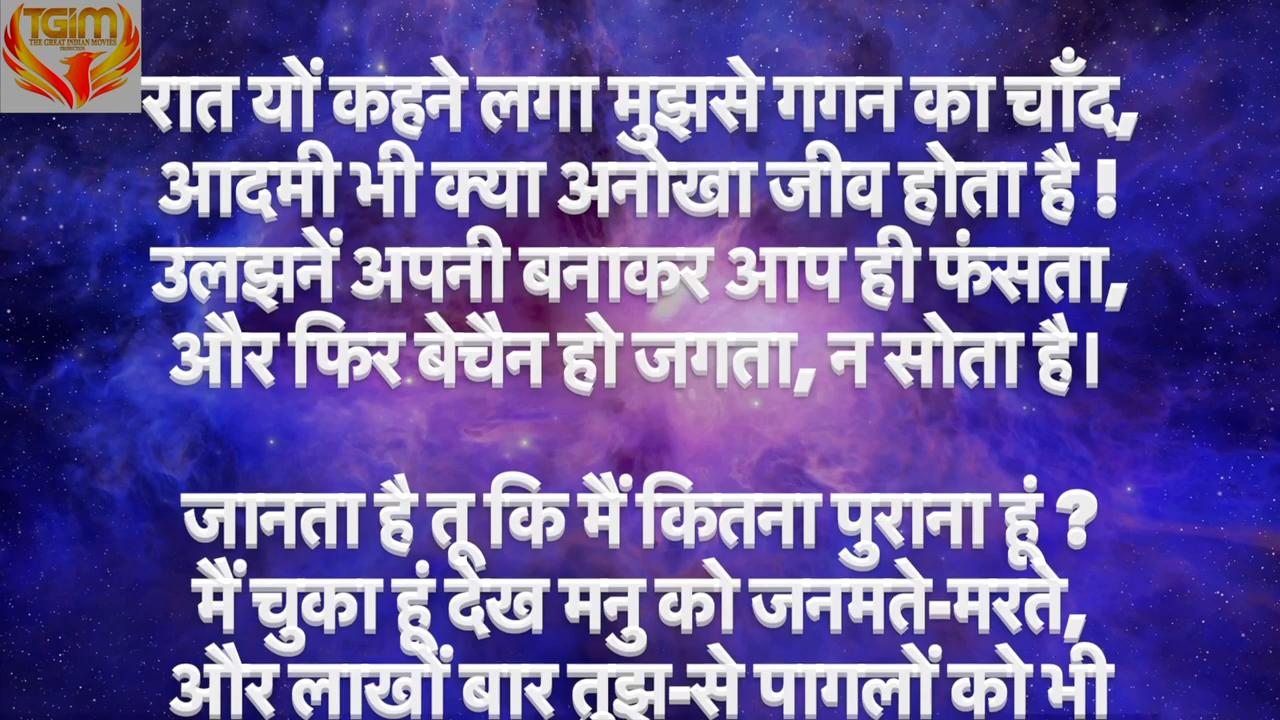 TGIM
THE GREAT INDIAN MOVIES
PRODUCTION
रात यों कहने लगा मुझसे गगन का चाँद,
आदमी भी क्या अनोखा जीव होता है !
उलझनें अपनी बनाकर आप ही फंसता,
और फिर बेचैन हो जगता, न सोता है।
जानता है तू कि मैं कितना पुराना हूं ?
मैं चुका हूं देख मनु को जनमते-मरते,
और लाखों बार तुझ-से पागलों को भी